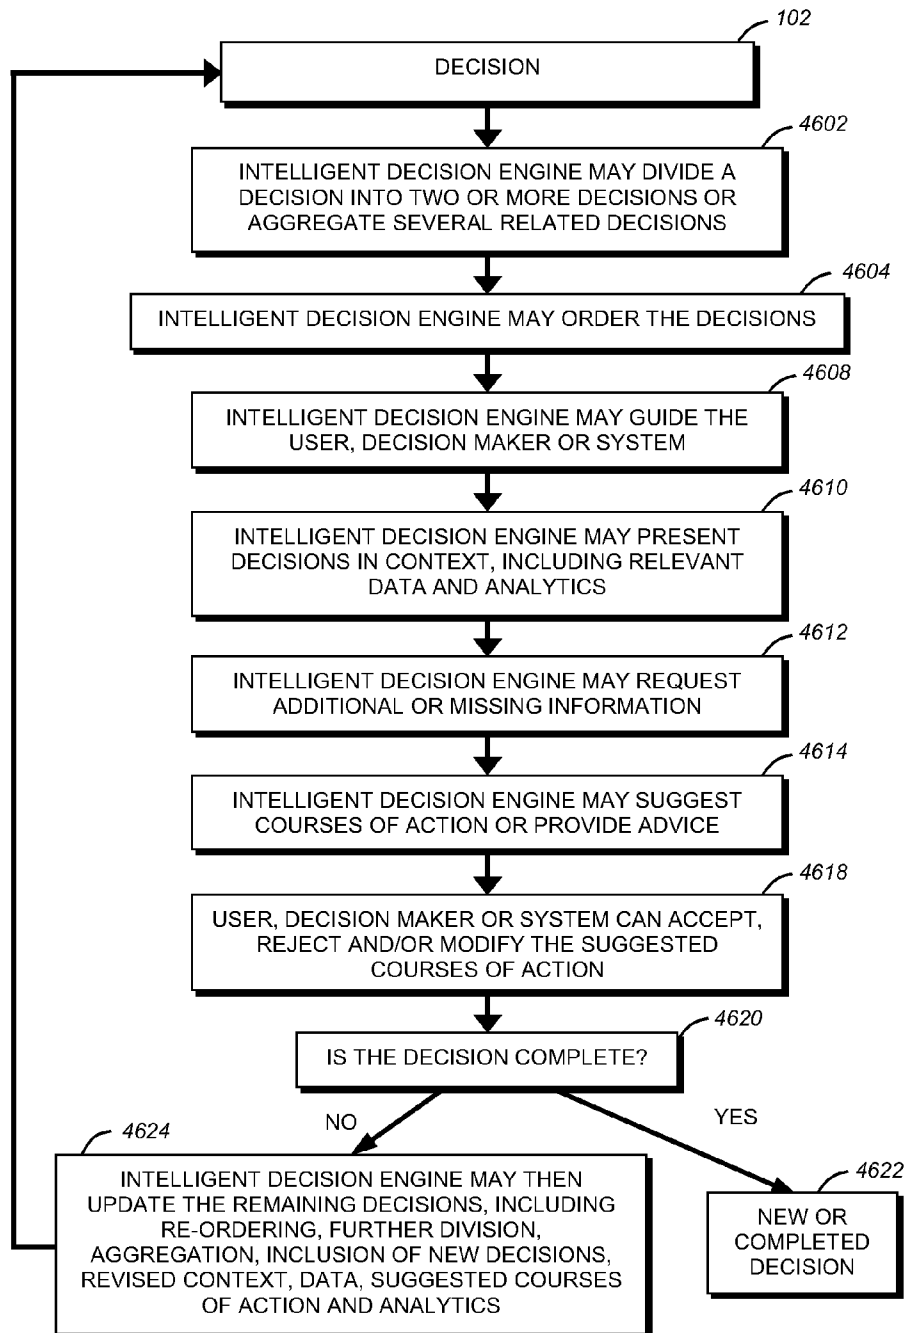 102
DECISION
4602
INTELLIGENT DECISION ENGINE MAY DIVIDE A
DECISION INTO TWO OR MORE DECISIONS OR
AGGREGATE SEVERAL RELATED DECISIONS
4604
INTELLIGENT DECISION ENGINE MAY ORDER THE DECISIONS
4608
INTELLIGENT DECISION ENGINE MAY GUIDE THE
USER, DECISION MAKER OR SYSTEM
4610
INTELLIGENT DECISION ENGINE MAY PRESENT
DECISIONS IN CONTEXT, INCLUDING RELEVANT
DATA AND ANALYTICS
4612
INTELLIGENT DECISION ENGINE MAY REQUEST
ADDITIONAL OR MISSING INFORMATION
4614
INTELLIGENT DECISION ENGINE MAY SUGGEST
COURSES OF ACTION OR PROVIDE ADVICE
4618
USER, DECISION MAKER OR SYSTEM CAN ACCEPT,
REJECT AND/OR MODIFY THE SUGGESTED
COURSES OF ACTION
4620
IS THE DECISION COMPLETE?
NO
YES
4624
INTELLIGENT DECISION ENGINE MAY THEN
UPDATE THE REMAINING DECISIONS, INCLUDING
RE-ORDERING, FURTHER DIVISION,
AGGREGATION, INCLUSION OF NEW DECISIONS,
REVISED CONTEXT, DATA, SUGGESTED COURSES
OF ACTION AND ANALYTICS
4622
NEW OR
COMPLETED
DECISION